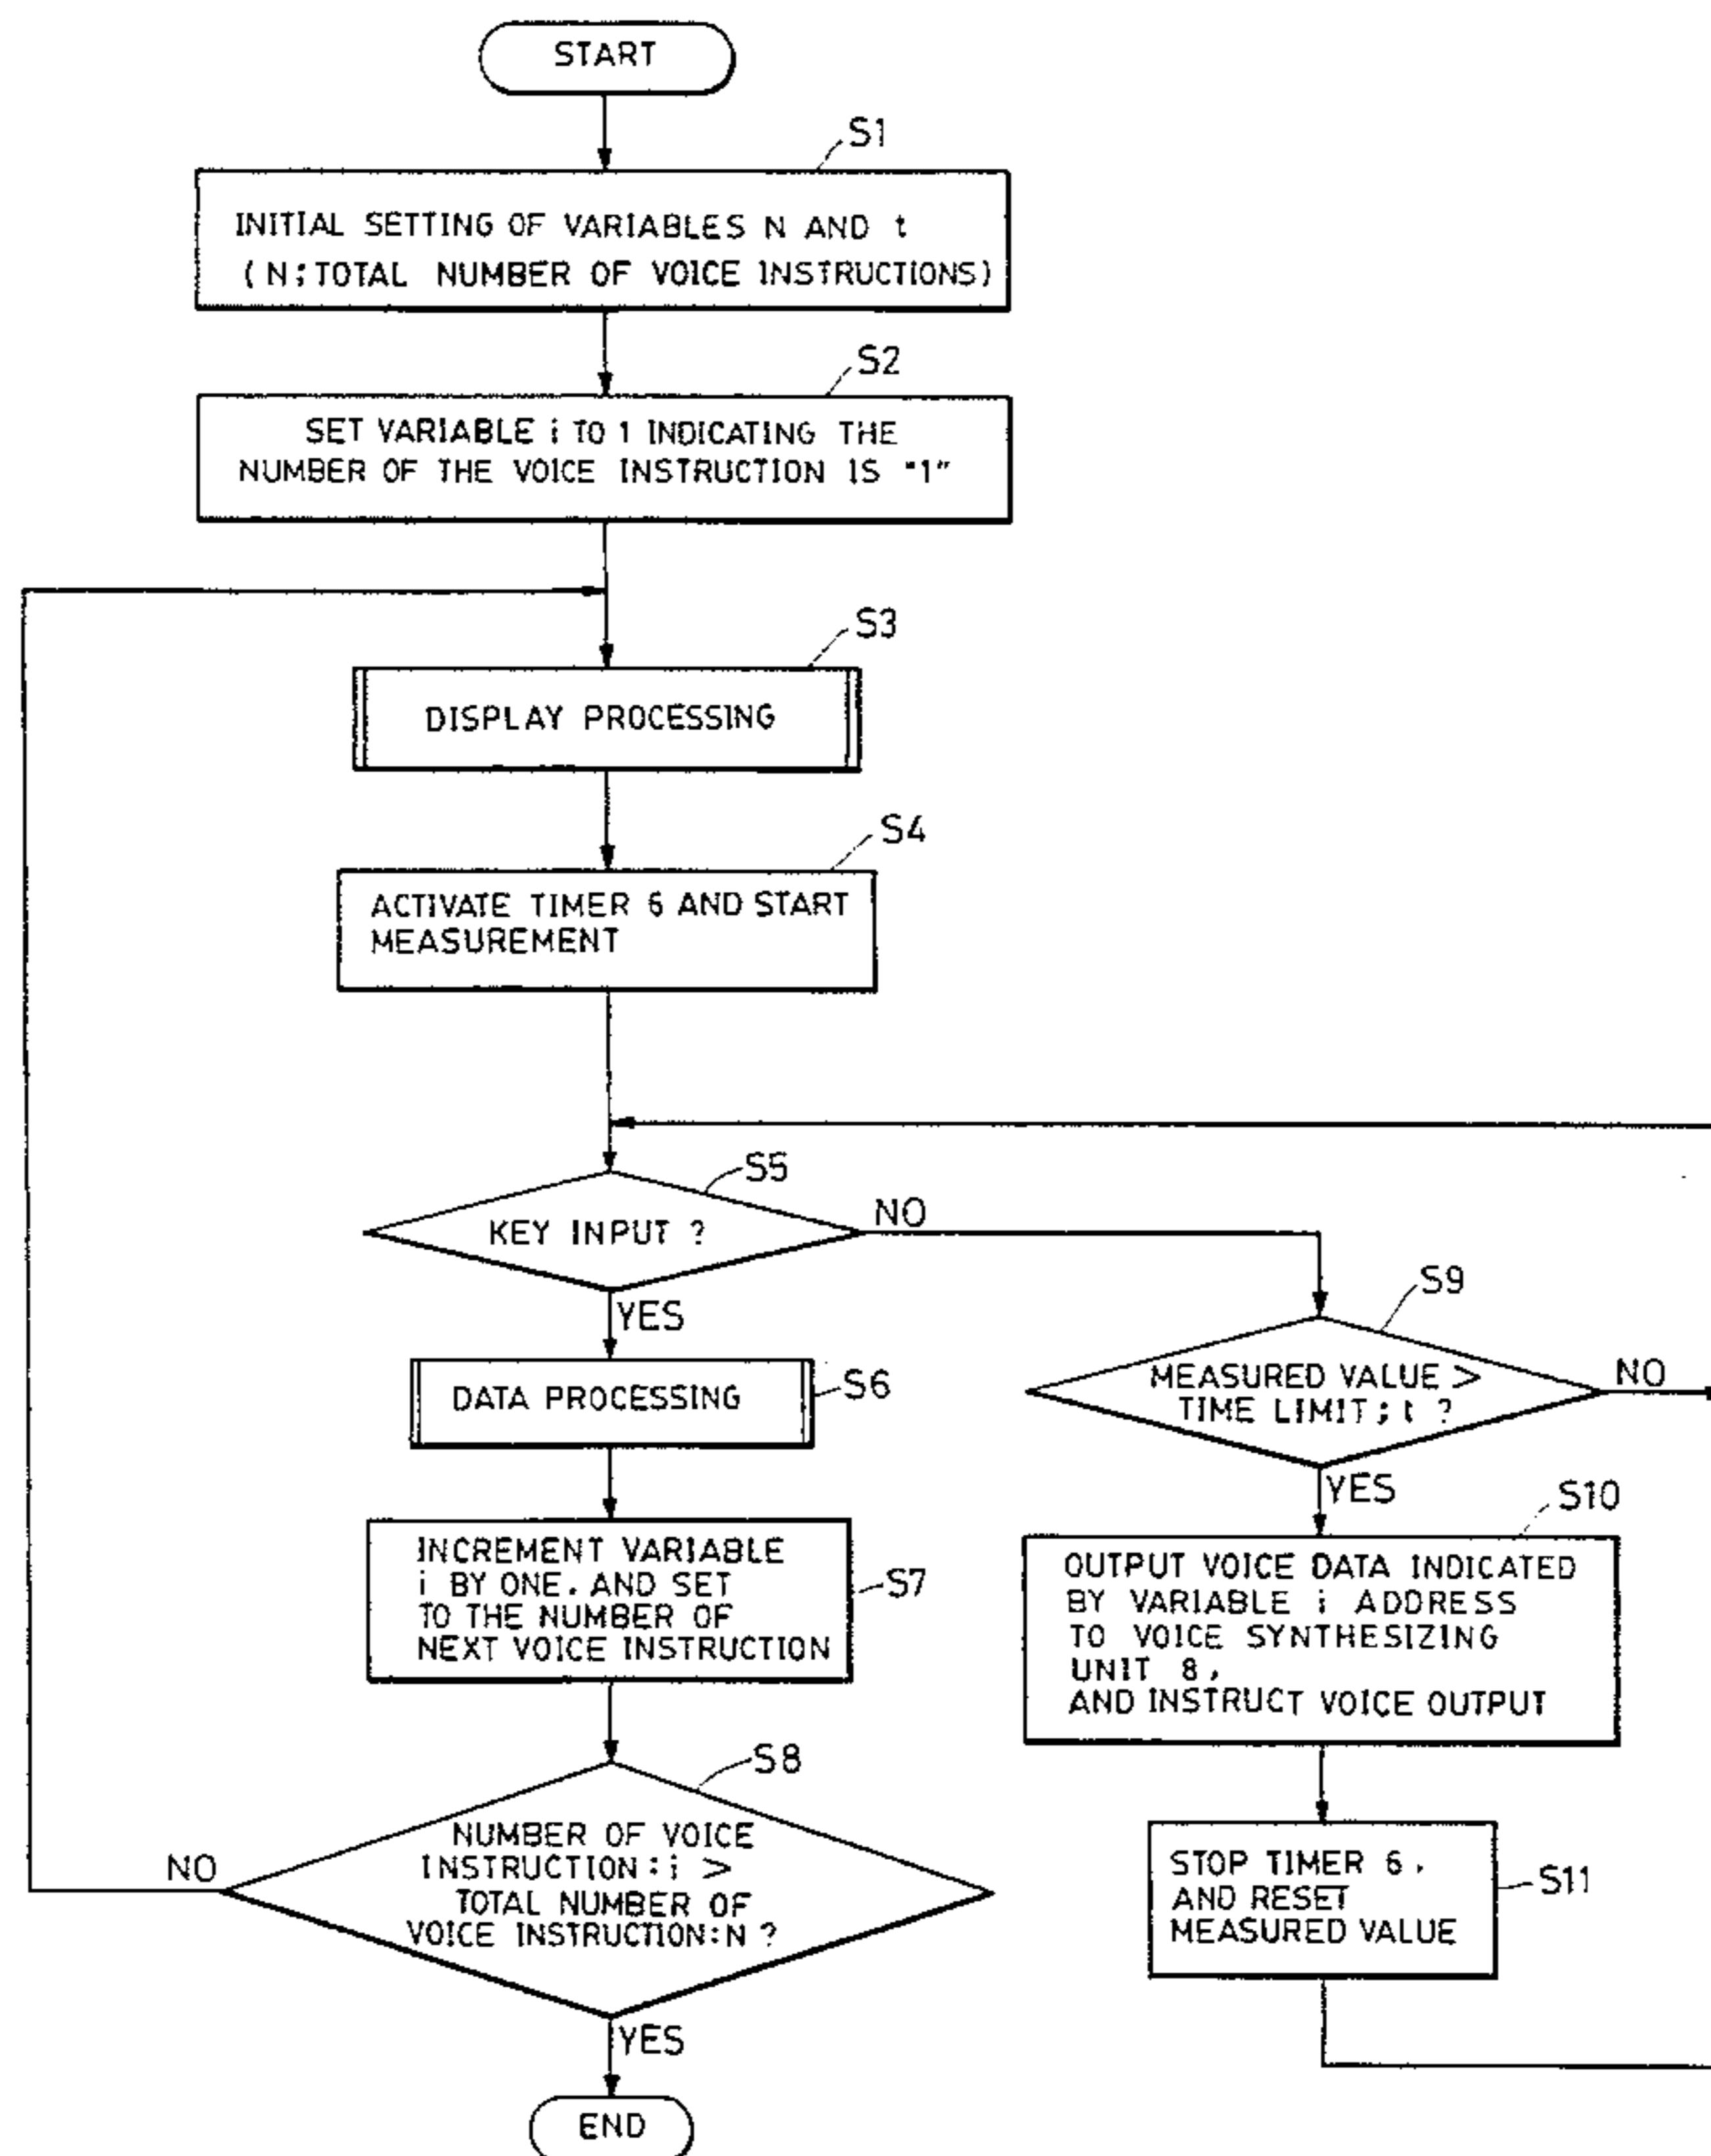 START
S1
INITIAL SETTING OF VARIABLES N AND t
(N;TOTAL NUMBER OF VOICE INSTRUCTIONS)
S2
SET VARIABLE i TO 1 INDICATING THE
NUMBER OF THE VOICE INSTRUCTION IS "1"
S3
DISPLAY PROCESSING
S4
ACTIVATE TIMER 6 AND START
MEASUREMENT
S5
KEY INPUT ?
NO
YES
S6
DATA PROCESSING
S7
INCREMENT VARIABLE
i BY ONE, AND SET
TO THE NUMBER OF
NEXT VOICE INSTRUCTION
S8
NUMBER OF VOICE
INSTRUCTION:i >
TOTAL NUMBER OF
VOICE INSTRUCTION:N ?
NO
YES
END
S9
MEASURED VALUE >
TIME LIMIT;t ?
NO
YES
S10
OUTPUT VOICE DATA INDICATED
BY VARIABLE i ADDRESS
TO VOICE SYNTHESIZING
UNIT 8,
AND INSTRUCT VOICE OUTPUT
S11
STOP TIMER 6,
AND RESET
MEASURED VALUE